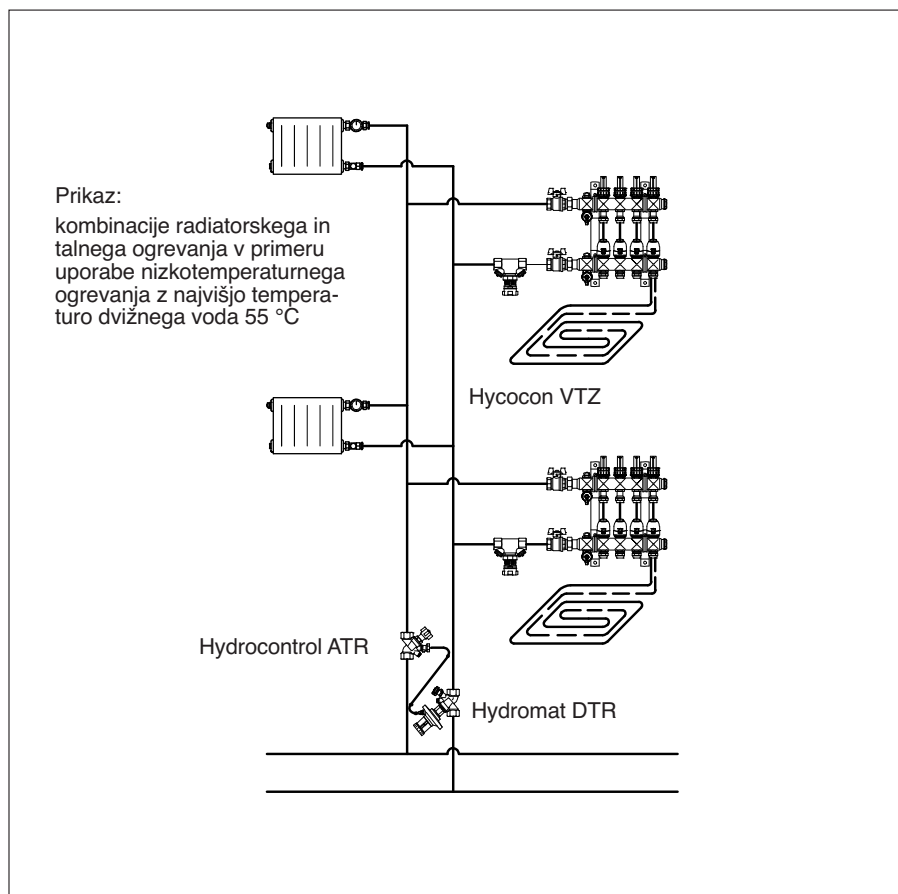 Prikaz:
kombinacije radiatorskega in
talnega ogrevanja v primeru
uporabe nizkotemperaturnega
ogrevanja z najvišjo tempera-
turo dvižnega voda 55 °C
Hycocon VTZ
Hydrocontrol ATR
Hydromat DTR